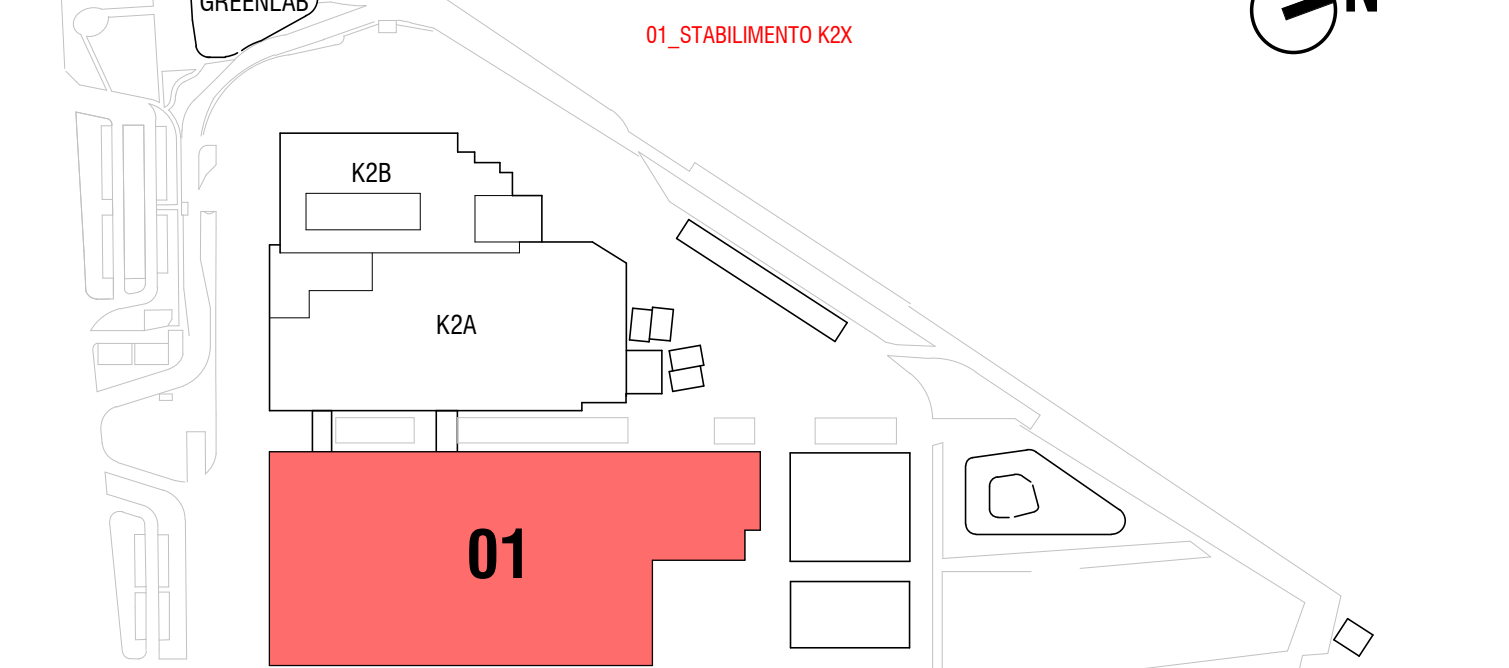 GREENLAB
01_STABILIMENTO K2X
N
K2B
K2A
01